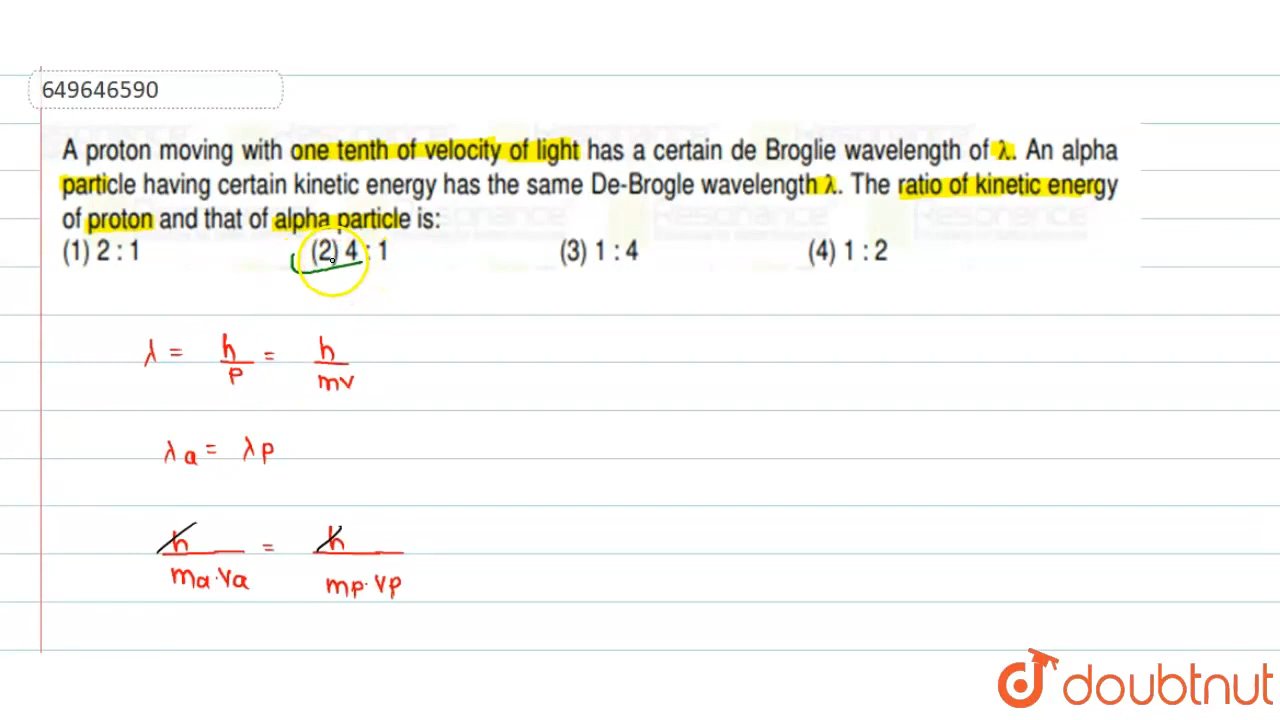 649646590
A proton moving with one tenth of velocity of light has a certain de Broglie wavelength of λ. An alpha
particle having certain kinetic energy has the same De-Brogle wavelength λ. The ratio of kinetic energy
of proton and that of alpha particle is:
(1) 2 : 1 (2) 4 : 1 (3) 1 : 4 (4) 1 : 2
λ = h/p = h/mv
λa = λp
h/ma·va = h/mp·vp
doubtnut